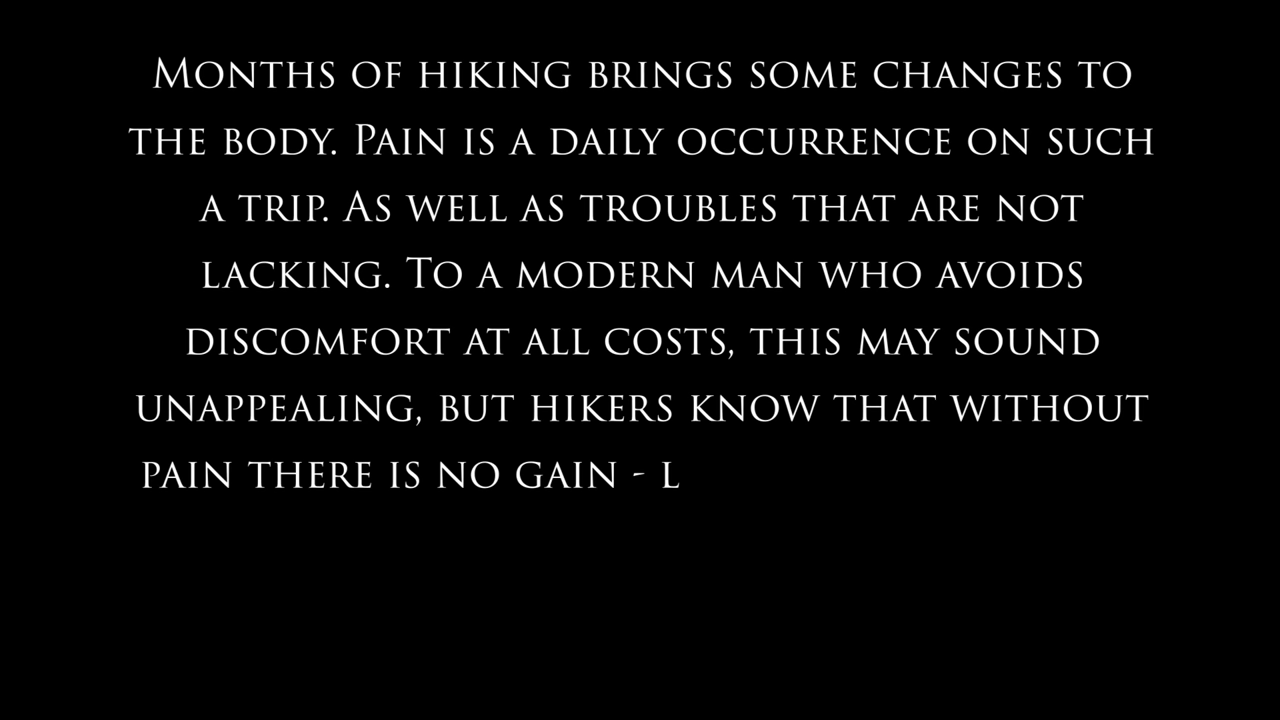 Months of hiking brings some changes to
the body. Pain is a daily occurrence on such
a trip. As well as troubles that are not
lacking. To a modern man who avoids
discomfort at all costs, this may sound
unappealing, but hikers know that without
pain there is no gain - l